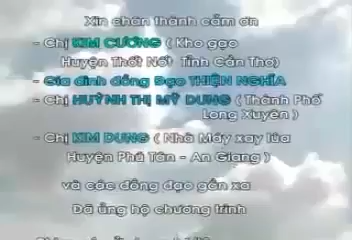 Xin chân thành cảm ơn
- Chị KIM CƯƠNG ( Kho gạo
Huyện Thốt Nốt Tỉnh Cần Thơ)
- Gia đình đồng Đạo THIỆN NGHĨA
- Chị HUỲNH THỊ MỸ DUNG ( Thành Phố
Long Xuyên )
- Chị KIM DUNG ( Nhà Máy xay lúa
Huyện Phú Tân - An Giang )
và các đồng đạo gần xa
Đã ủng hộ chương trình